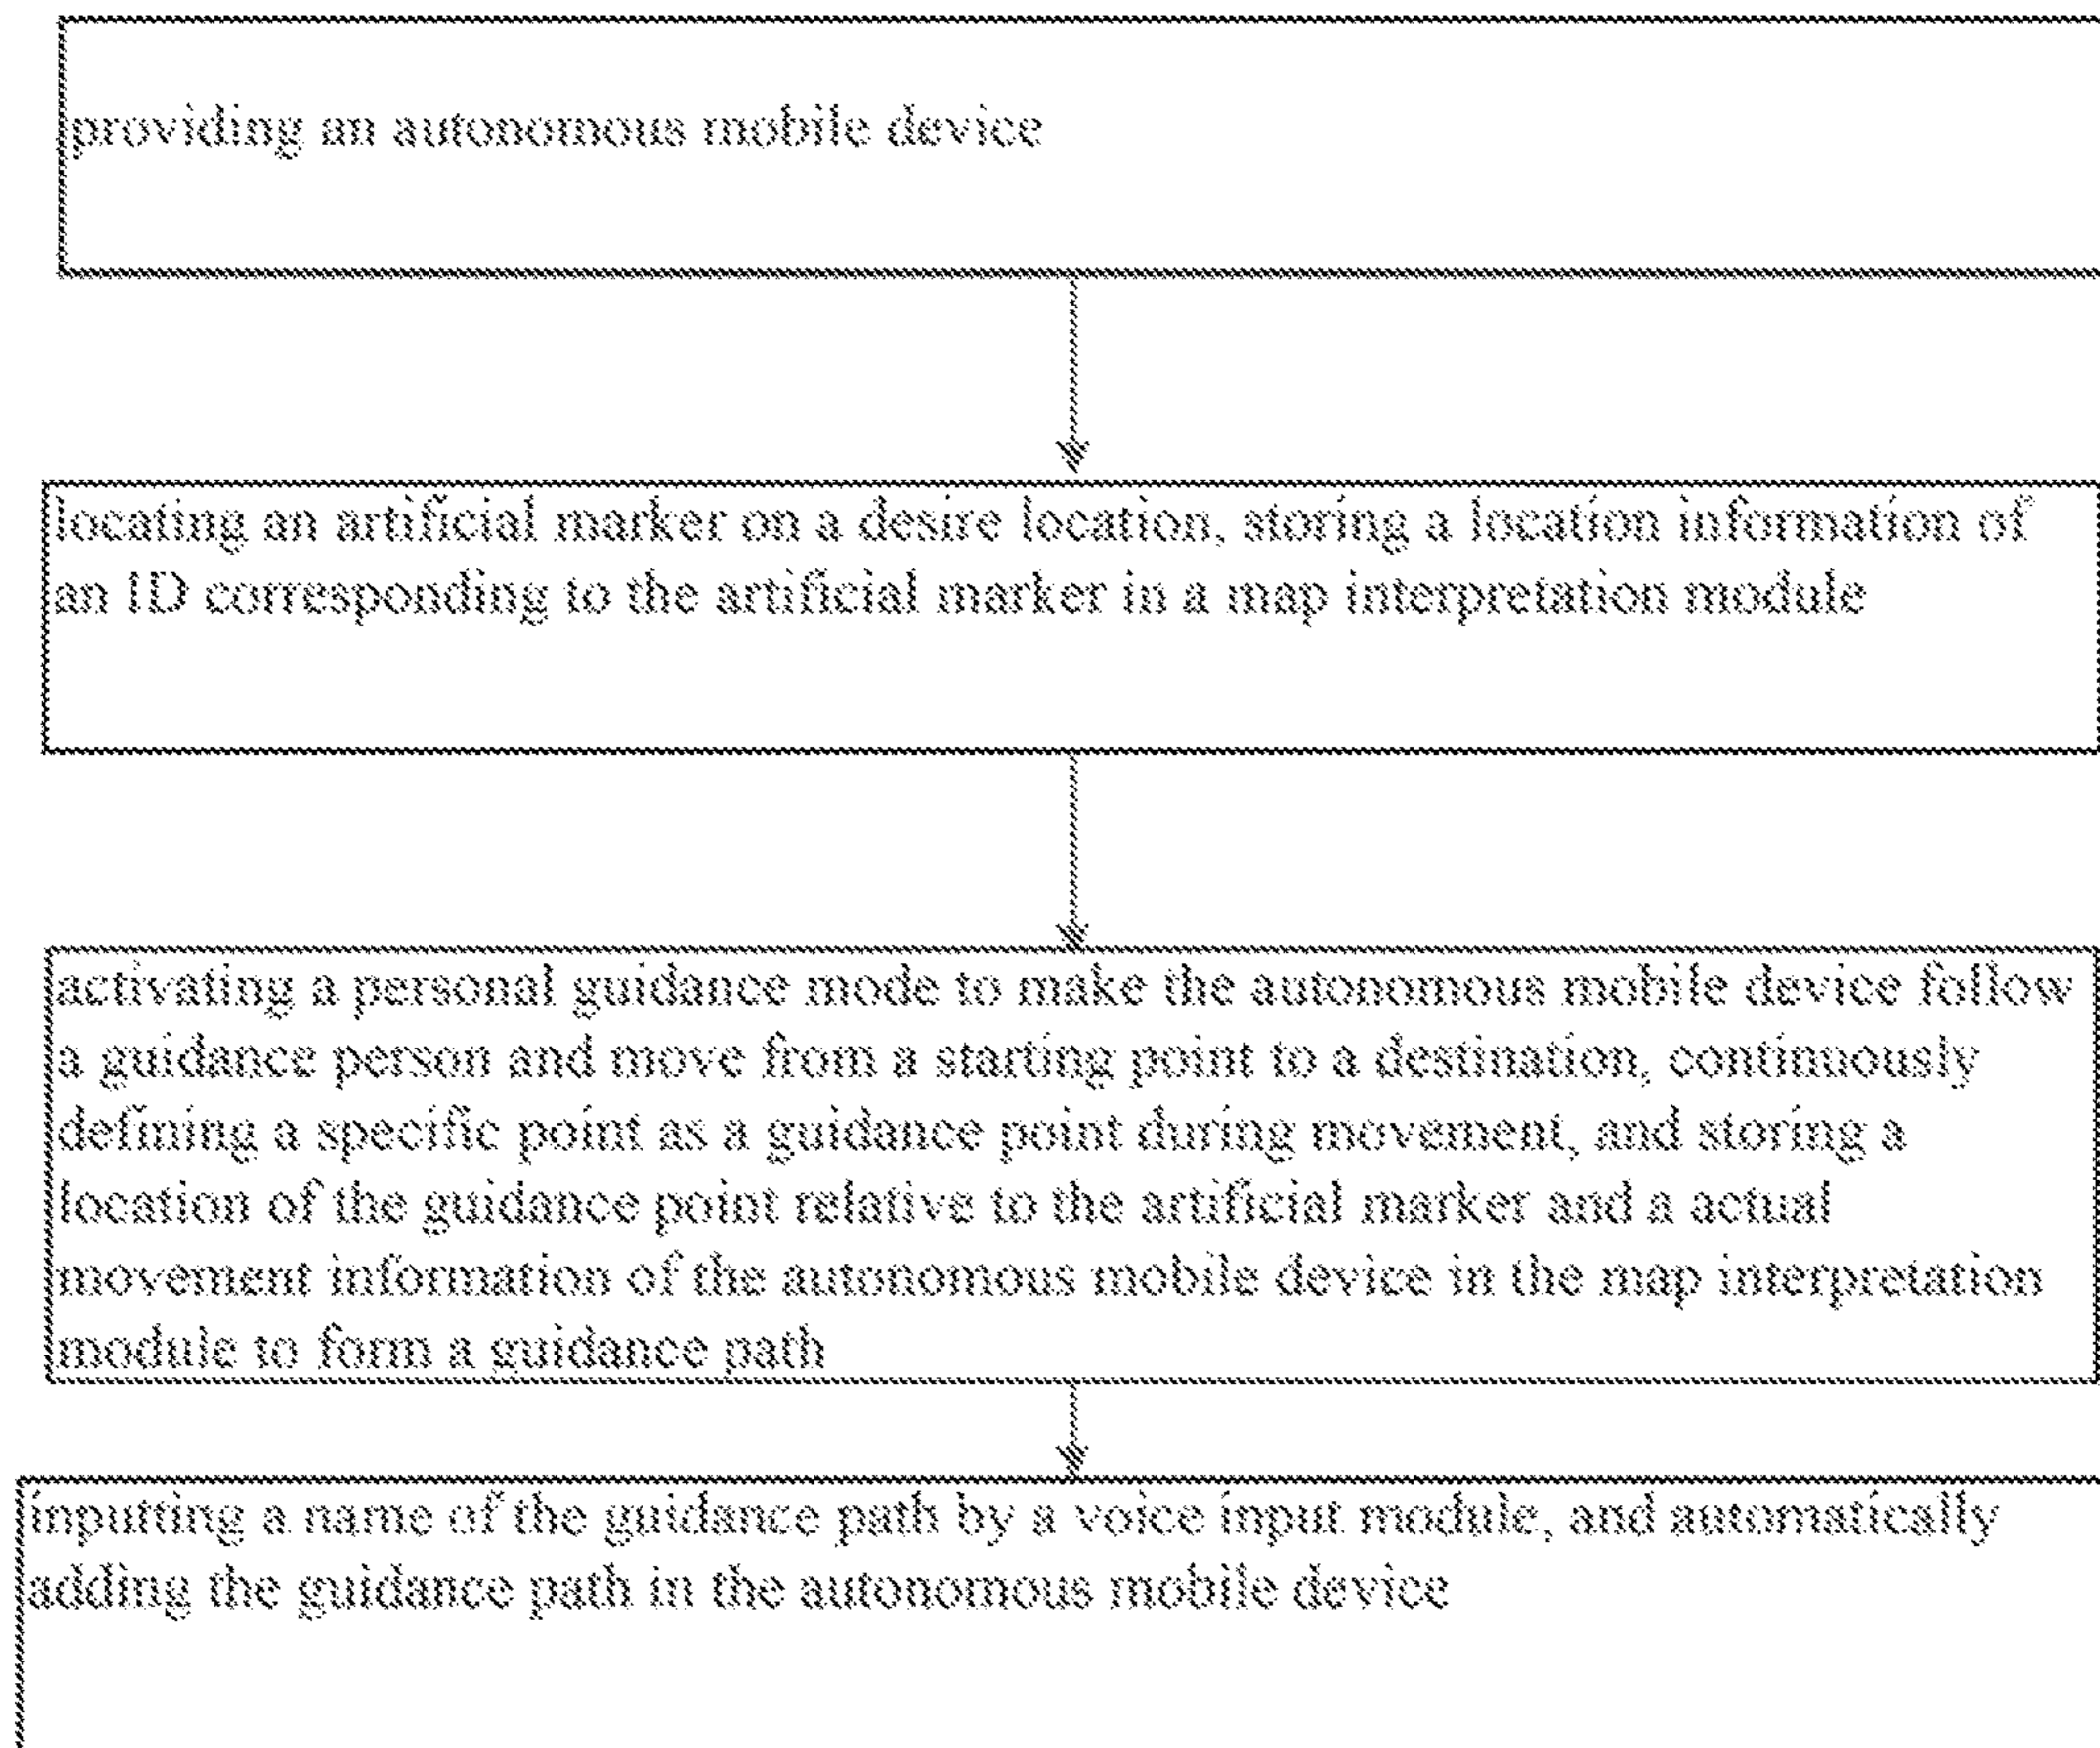 providing an autonomous mobile device
locating an artificial marker on a desire location, storing a location information of
an ID corresponding to the artificial marker in a map interpretation module
activating a personal guidance mode to make the autonomous mobile device follow
a guidance person and move from a starting point to a destination, continuously
defining a specific point as a guidance point during movement, and storing a
location of the guidance point relative to the artificial marker and a actual
movement information of the autonomous mobile device in the map interpretation
module to form a guidance path
inputting a name of the guidance path by a voice input module, and automatically
adding the guidance path in the autonomous mobile device